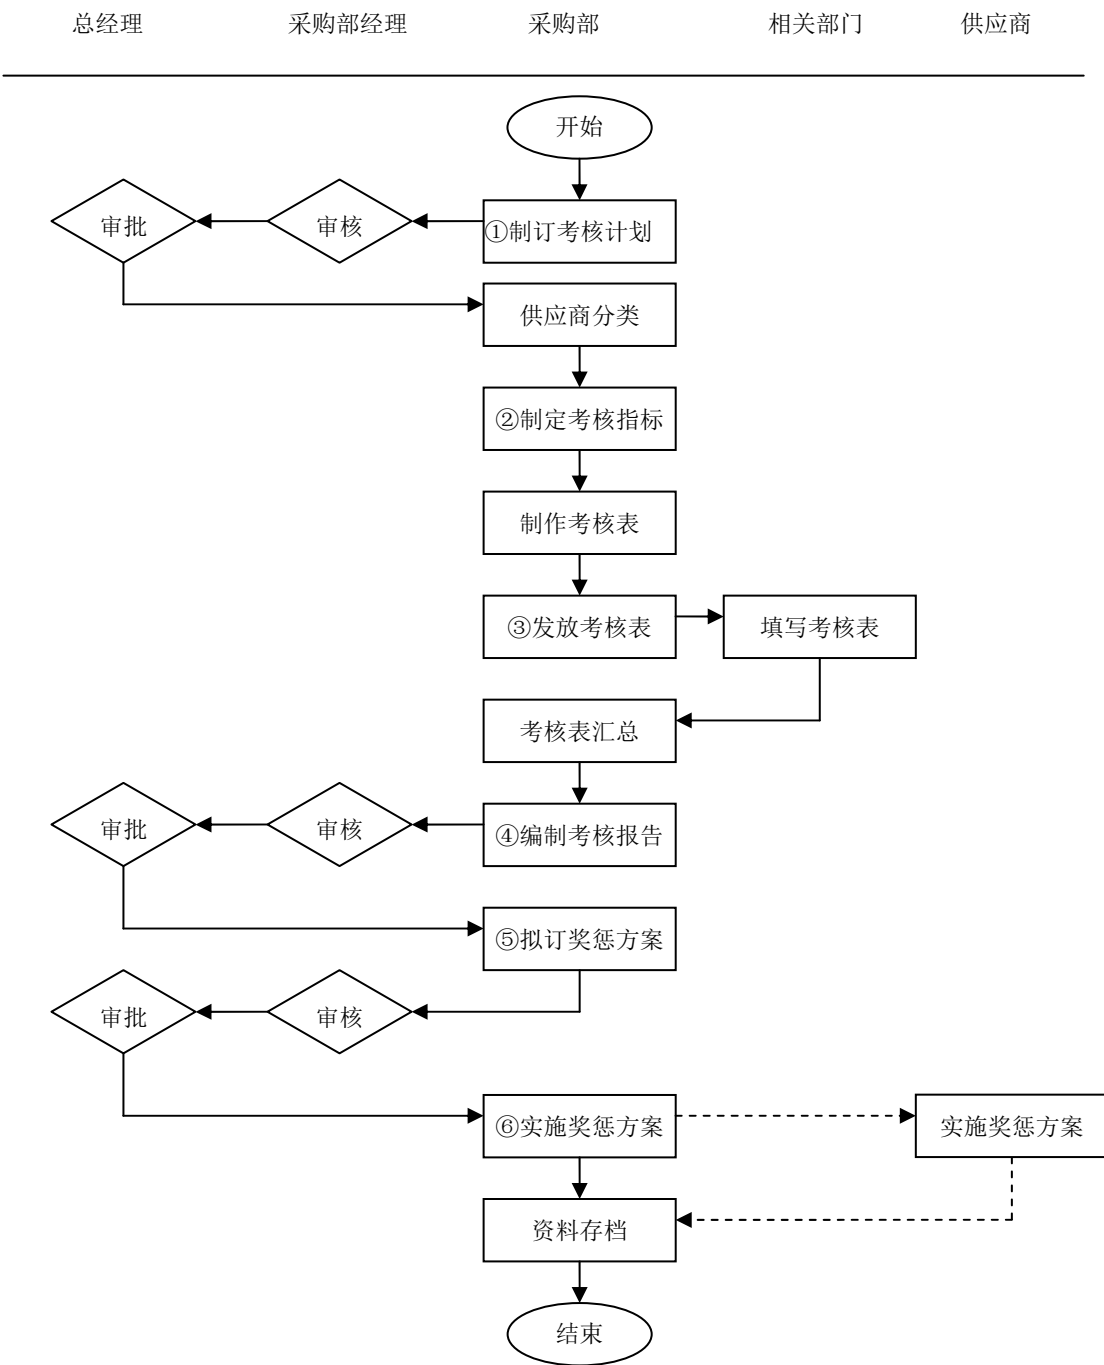 总经理 采购部经理 采购部 相关部门 供应商
开始
审批 审核 ①制订考核计划
供应商分类
②制定考核指标
制作考核表
③发放考核表 填写考核表
考核表汇总
审批 审核 ④编制考核报告
⑤拟订奖惩方案
审批 审核
⑥实施奖惩方案 实施奖惩方案
资料存档
结束